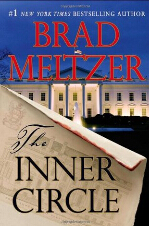 #1 NEW YORK TIMES BESTSELLING AUTHOR
BRAD
MELTZER
The
INNER
CIRCLE